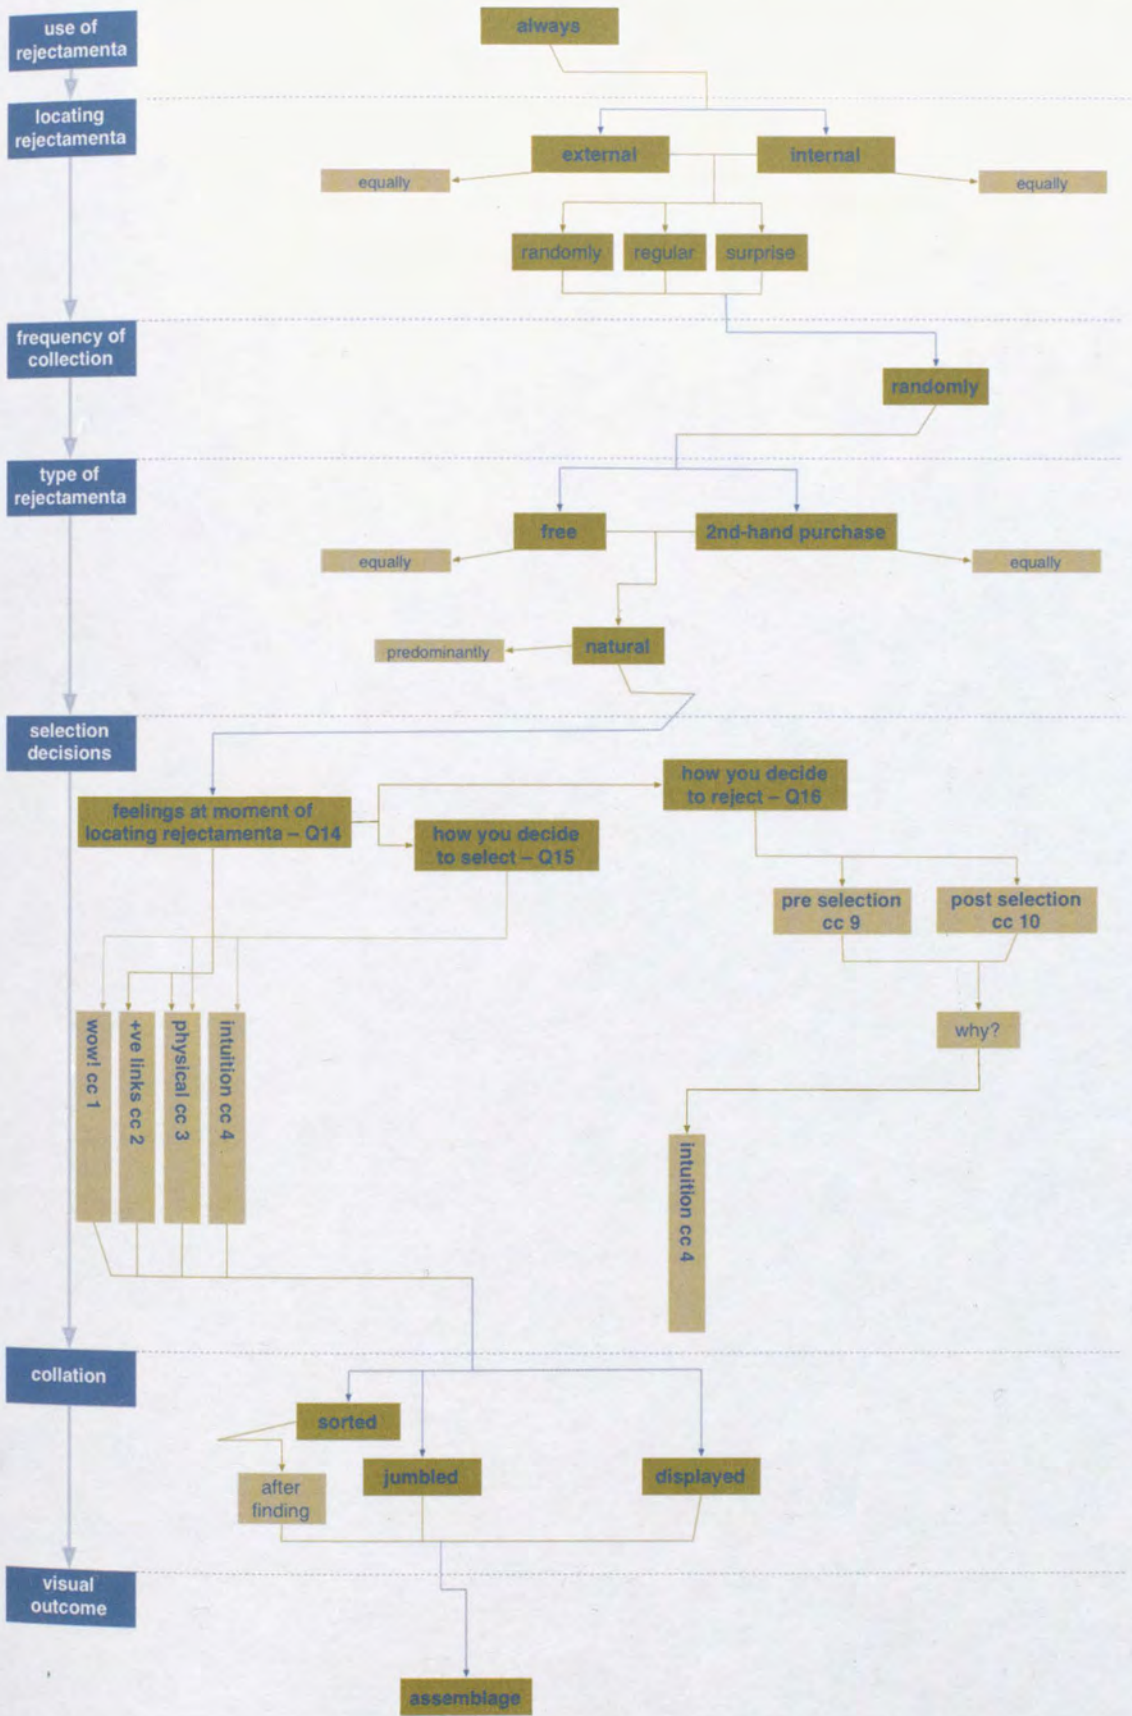 use of
rejectamenta
always
locating
rejectamenta
external
internal
equally
equally
randomly
regular
surprise
frequency of
collection
randomly
type of
rejectamenta
free
2nd-hand purchase
equally
equally
natural
predominantly
selection
decisions
feelings at moment of
locating rejectamenta – Q14
how you decide
to select – Q15
how you decide
to reject – Q16
pre selection
cc 9
post selection
cc 10
why?
wow! cc 1
+ve links cc 2
physical cc 3
intuition cc 4
intuition cc 4
collation
sorted
after
finding
jumbled
displayed
visual
outcome
assemblage